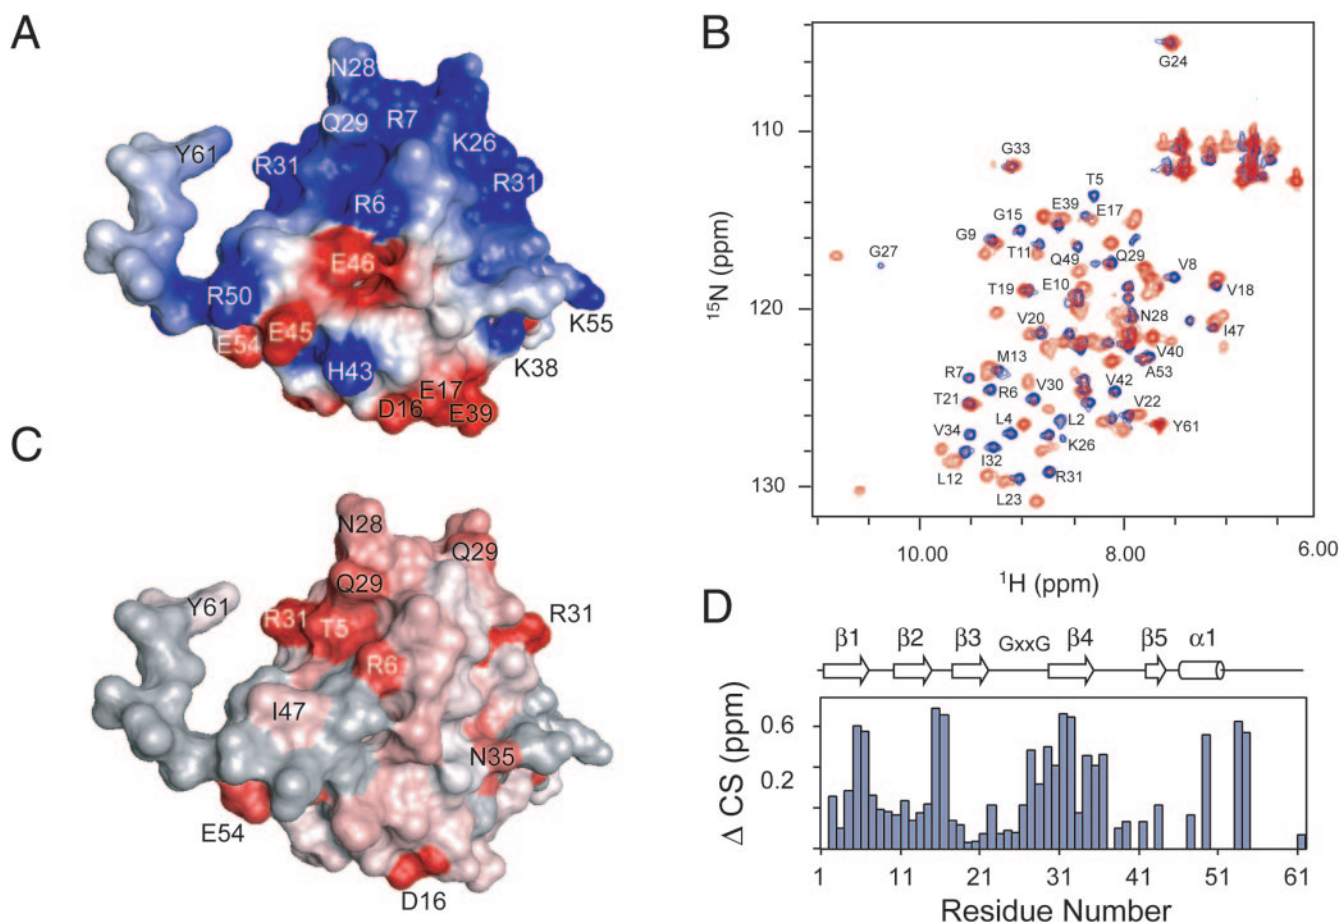 A
N28
Q29
R7
K26
Y61
R31
R31
R6
E46
R50
K55
E54
E45
H43
K38
E17
D16
E39
B
G24
110
G33
T5
E39
E17
G15
G9
T11
Q49
Q29
G27
V8
T19
E10
V18
120
V20
N28
I47
M13
V40
R7
R6
V30
V42
A53
T21
V22
L4
L2
Y61
V34
K26
I32
L12
R31
130
L23
15N (ppm)
10.00
8.00
6.00
1H (ppm)
C
N28
Q29
Q29
Y61
R31
T5
R31
R6
I47
N35
E54
D16
D
β1
β2
β3
GxxG
β4
β5
α1
0.6
0.2
Δ CS (ppm)
1
11
21
31
41
51
61
Residue Number